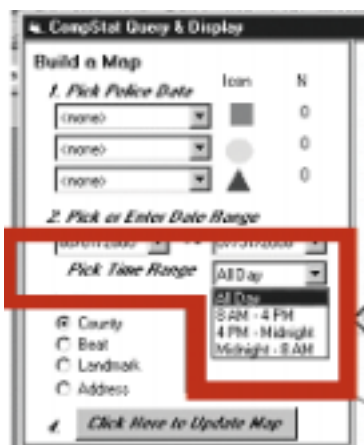 CompStat Query & Display
Build a Map
Icon N
1. Pick Police Data
<none> 0
<none> 0
<none> 0
2. Pick or Enter Date Range
Pick Time Range All Day
All Day
8 AM - 4 PM
4 PM - Midnight
Midnight - 8 AM
County
Beat
Landmark
Address
4. Click Here to Update Map